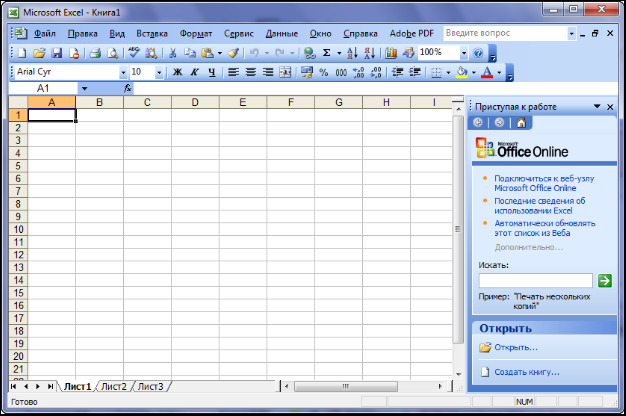 Microsoft Excel - Книга1
Файл Правка Вид Вставка Формат Сервис Данные Окно Справка Adobe PDF Введите вопрос
100%
Arial Cyr 10 Ж К Ч % 000
A1 fx
A B C D E F G H I
1
2
3
4
5
6
7
8
9
10
11
12
13
14
15
16
17
18
19
20
21
22
Лист1 Лист2 Лист3
Готово NUM
Приступая к работе
Microsoft
Office Online
Подключиться к веб-узлу
Microsoft Office Online
Последние сведения об
использовании Excel
Автоматически обновлять
этот список из Веба
Дополнительно...
Искать:
Пример: "Печать нескольких
копий"
Открыть
Открыть...
Создать книгу...